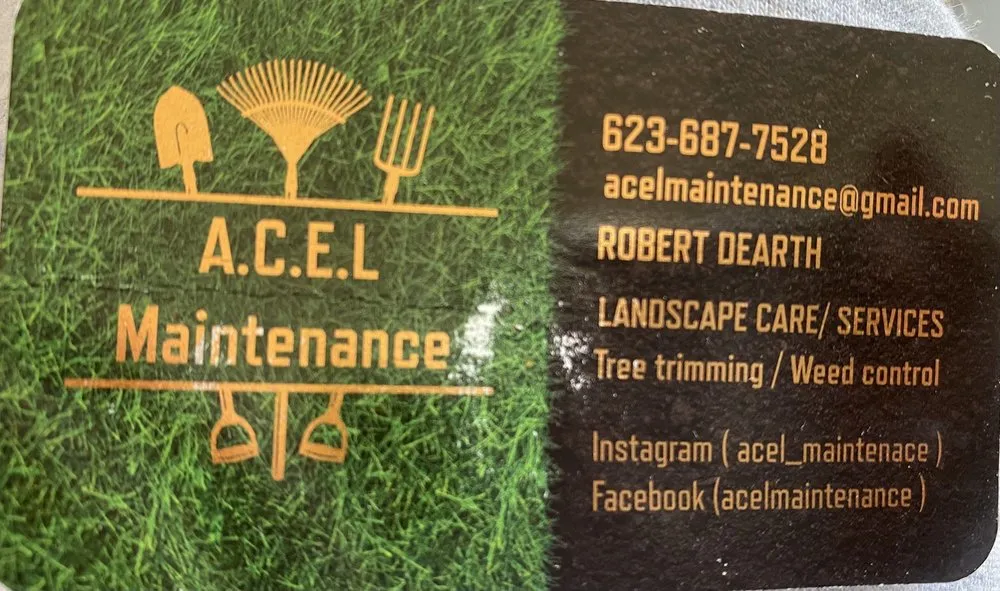 A.C.E.L
Maintenance
623-687-7528
acelmaintenance@gmail.com
ROBERT DEARTH
LANDSCAPE CARE/ SERVICES
Tree trimming / Weed control
Instagram ( acel_maintenace )
Facebook (acelmaintenance )